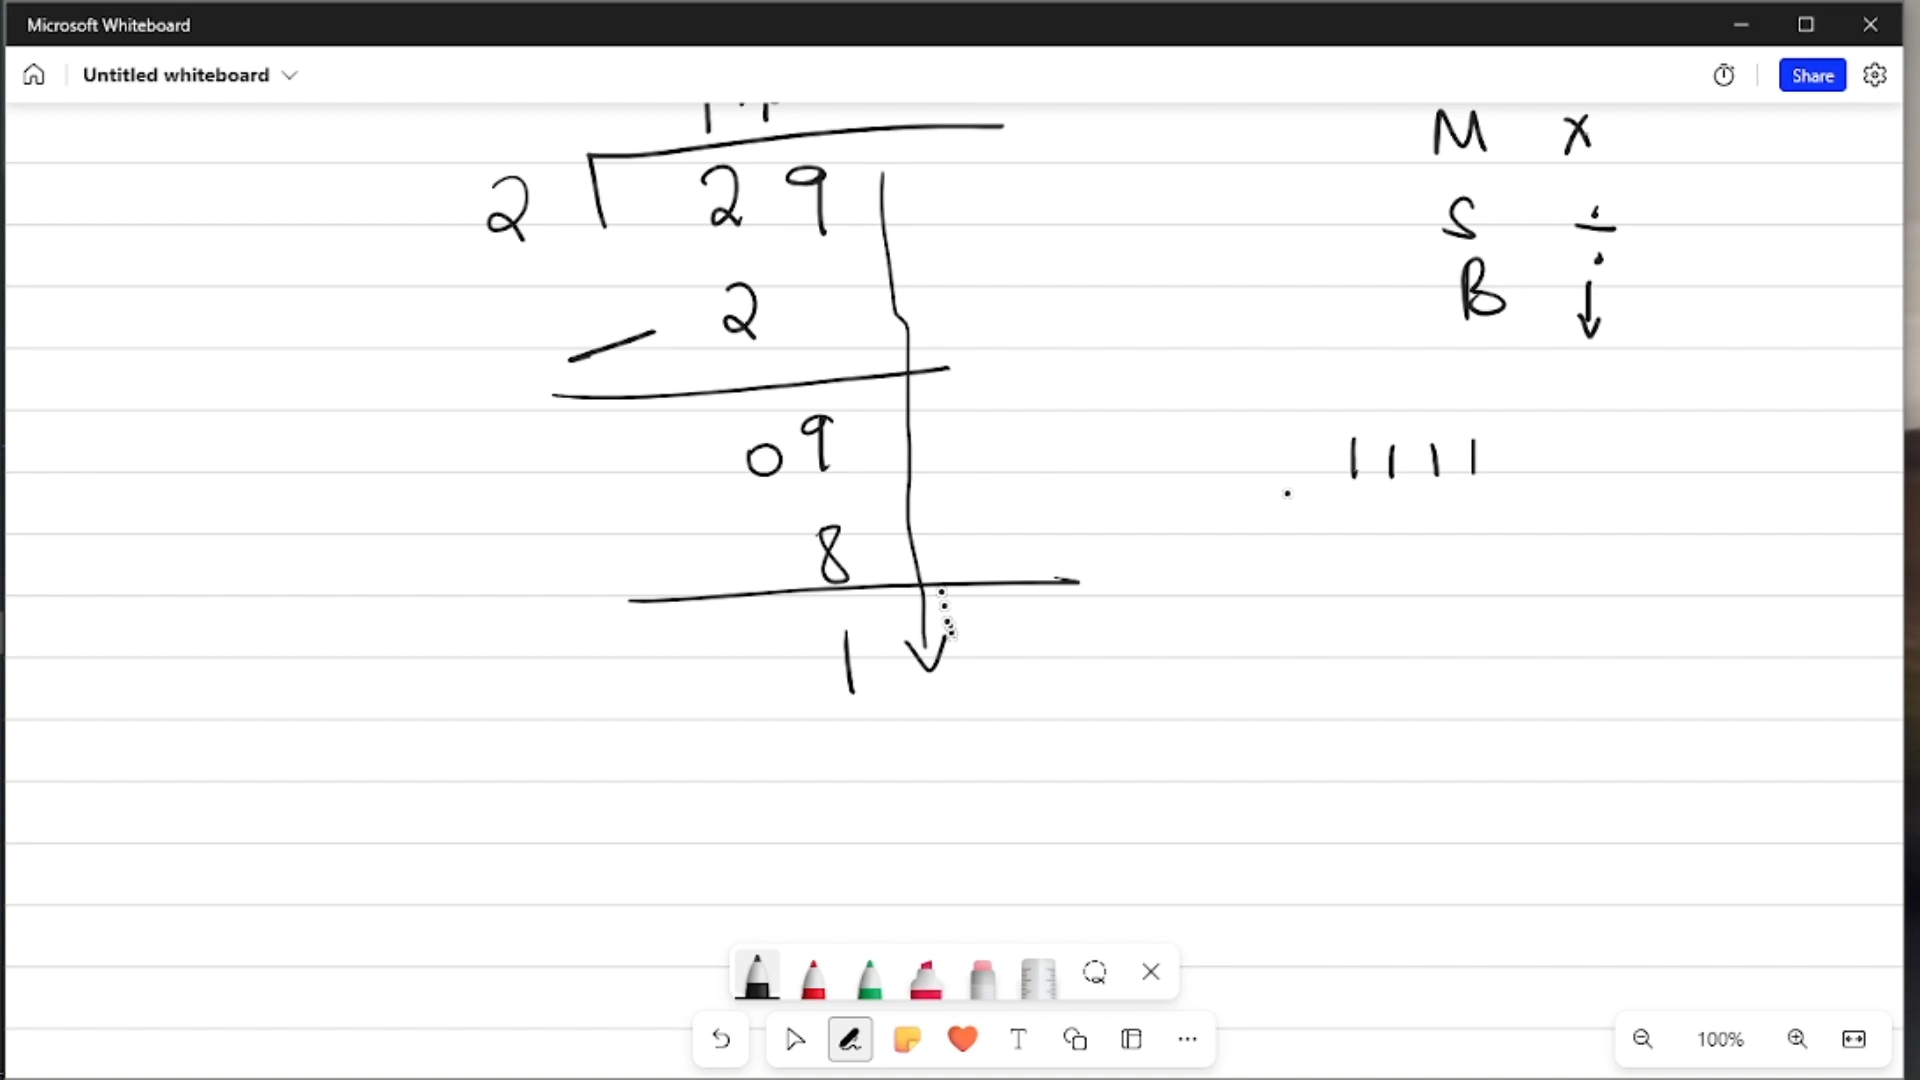 Microsoft Whiteboard
Untitled whiteboard
Share
M x
2 29
S ÷
B ↓
2
09
1111
8
1
T
100%